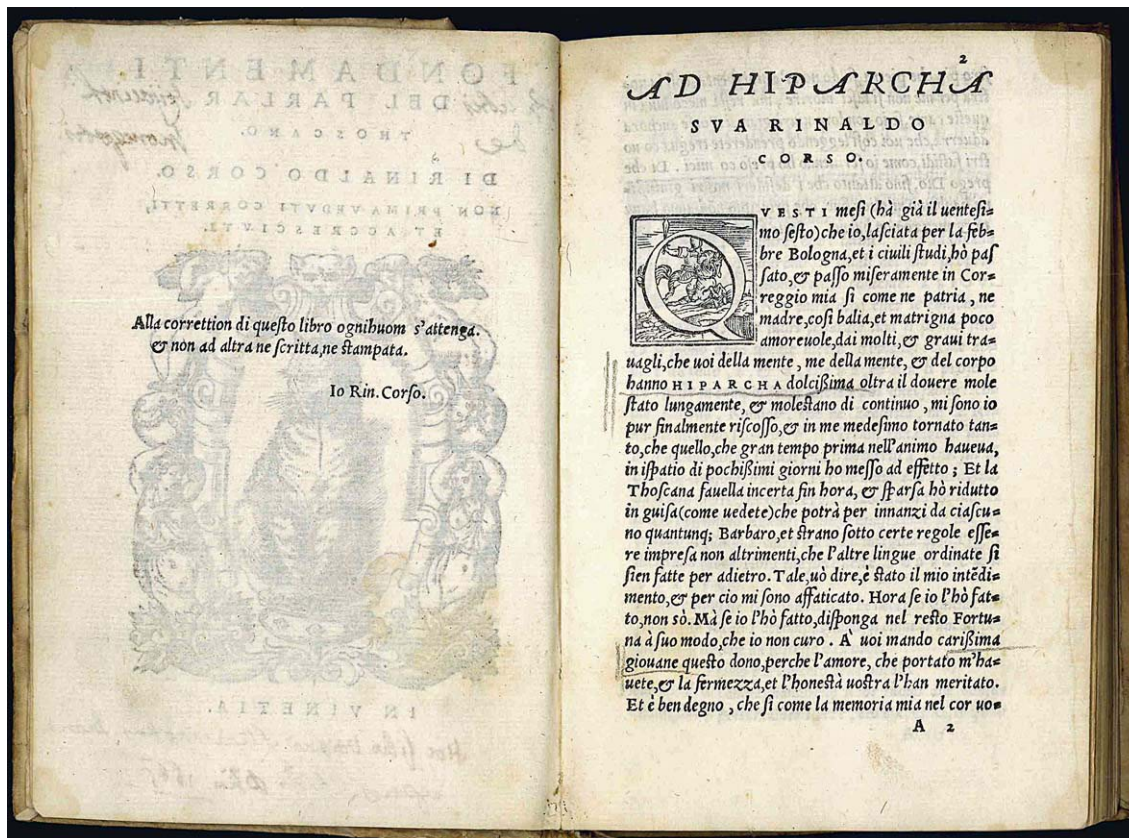 Alla correttion di queſto libro ognihuom s'attenga.
& non ad altra ne ſcritta, ne ſtampata.
Io Rin. Corſo.
FONDAMENTI
DEL PARLAR
THOSCANO.
DI RINALDO CORSO.
NON PRIMA VEDVTI CORRETTI,
ET ACCRESCIVTI.
IN VINETIA.
2
AD HIPARCHA
SVA RINALDO
CORSO.
QVESTI meſi (hà già il uenteſi=
mo ſeſto) che io, laſciata per la feb=
bre Bologna, et i ciuili ſtudi, hò paſ
ſato, & paſſo miſeramente in Cor=
reggio mia ſi come ne patria, ne
madre, coſi balia, et matrigna poco
amoreuole, dai molti, & graui tra=
uagli, che uoi della mente, me della mente, & del corpo
hanno HIPARCHA dolcißima oltra il douere mole
ſtato lungamente, & moleſtano di continuo, mi ſono io
pur finalmente riſcoſſo, & in me medeſimo tornato tan=
to, che quello, che gran tempo prima nell'animo haueua,
in iſpatio di pochißimi giorni ho meſſo ad effetto; Et la
Thoſcana fauella incerta fin hora, & ſparſa hò ridutto
in guiſa (come uedete) che potrà per innanzi da ciaſcu=
no quantunq; Barbaro, et ſtrano ſotto certe regole eſſe=
re impreſa non altrimenti, che l'altre lingue ordinate ſi
ſien fatte per adietro. Tale, uò dire, è ſtato il mio intēdi=
mento, & per cio mi ſono affaticato. Hora ſe io l'hò fat=
to, non sò. Mà ſe io l'hò fatto, diſponga nel reſto Fortu=
na à ſuo modo, che io non curo. A' uoi mando carißima
giouane queſto dono, perche l'amore, che portato m'ha=
uete, & la fermezza, et l'honeſtà uoſtra l'han meritato.
Et è ben degno, che ſi come la memoria mia nel cor uo=
A 2